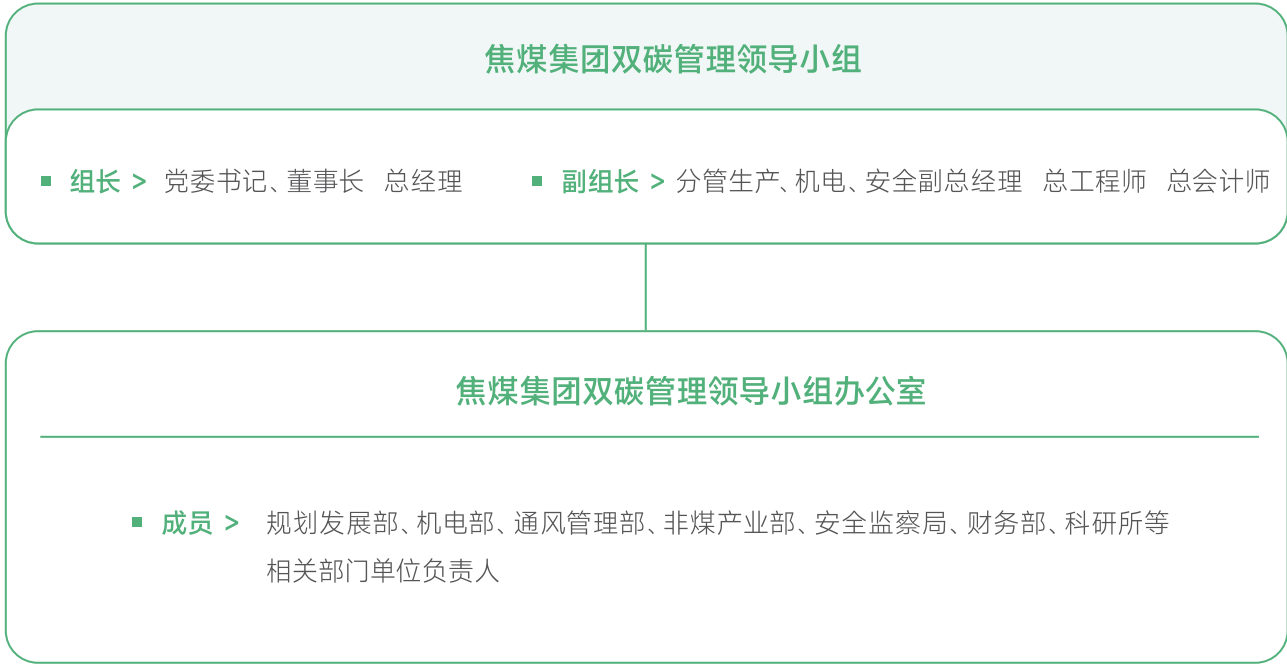 焦煤集团双碳管理领导小组
组长 > 党委书记、董事长 总经理
副组长 > 分管生产、机电、安全副总经理 总工程师 总会计师
焦煤集团双碳管理领导小组办公室
成员 > 规划发展部、机电部、通风管理部、非煤产业部、安全监察局、财务部、科研所等
相关部门单位负责人